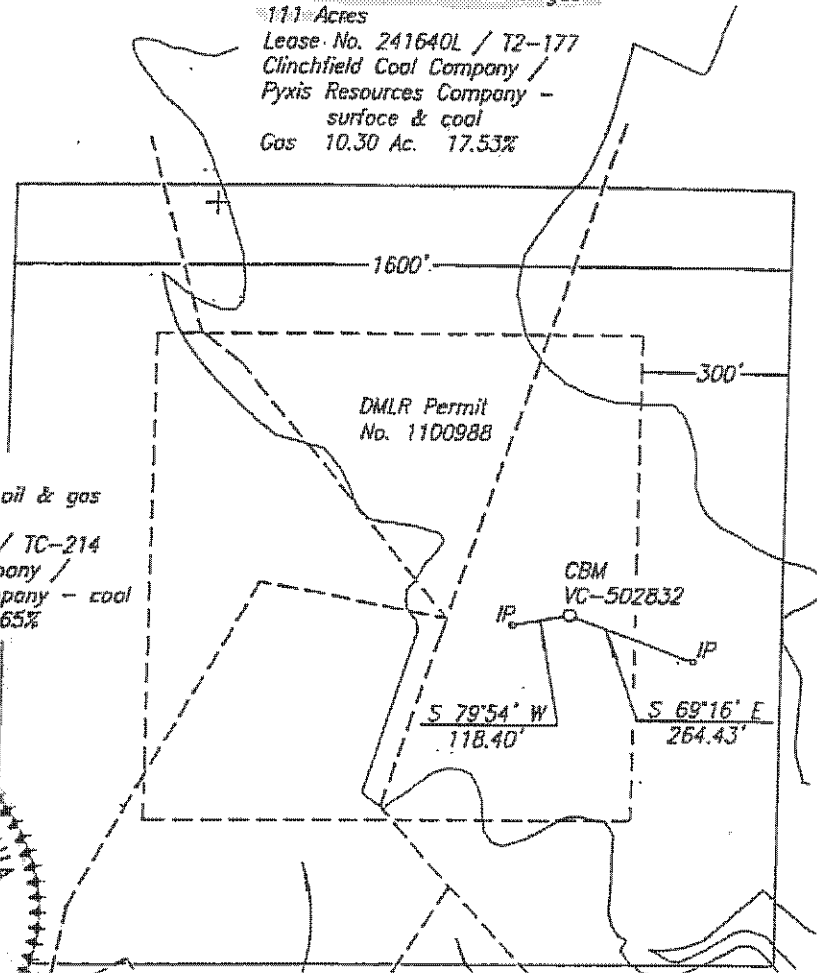 gas
111 Acres
Lease No. 241640L / T2-177
Clinchfield Coal Company /
Pyxis Resources Company -
surface & coal
Gas 10.30 Ac. 17.53%
1600'
300'
DMLR Permit
No. 1100988
oil & gas
/ TC-214
pany /
pany - coal
65%
CBM
VC-502832
IP
IP
S 79°54' W
118.40'
S 69°16' E
264.43'